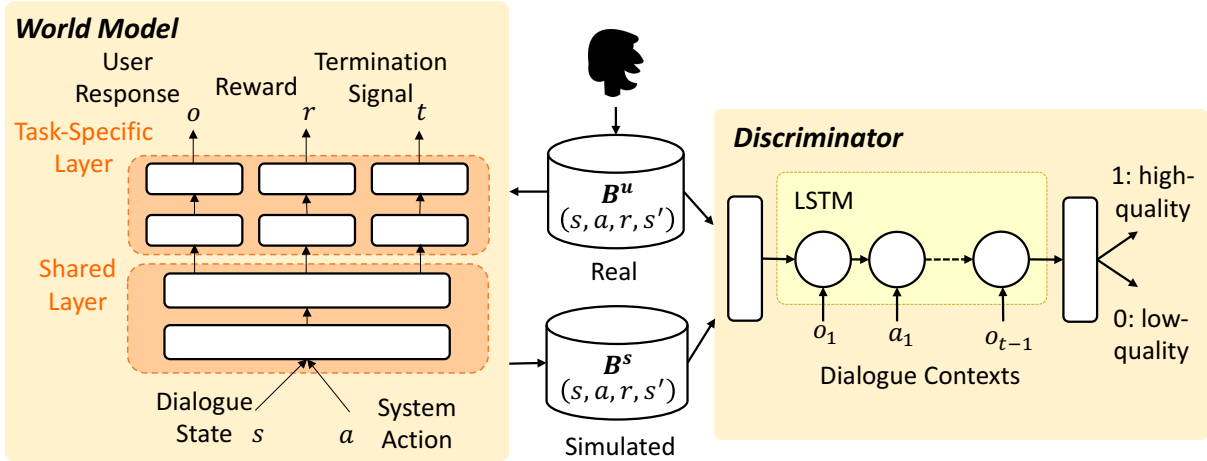 World Model
User
Response
Reward
Termination
Signal
o
r
t
Task-Specific
Layer
Shared
Layer
Dialogue
State s
a
System
Action
B^u
(s, a, r, s′)
Real
B^s
(s, a, r, s′)
Simulated
Discriminator
LSTM
o_1
a_1
o_{t−1}
Dialogue Contexts
1: high-
quality
0: low-
quality